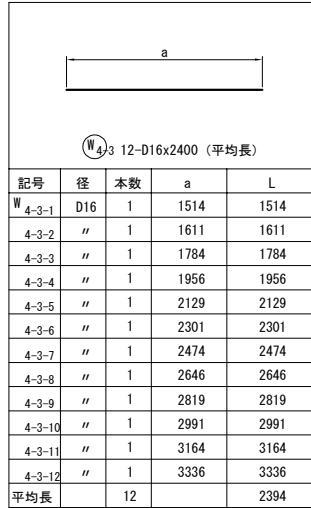 a
W 4-3 12-D16x2400 (平均長)
記号 径 本数 a L
W 4-3-1 D16 1 1514 1514
4-3-2 〃 1 1611 1611
4-3-3 〃 1 1784 1784
4-3-4 〃 1 1956 1956
4-3-5 〃 1 2129 2129
4-3-6 〃 1 2301 2301
4-3-7 〃 1 2474 2474
4-3-8 〃 1 2646 2646
4-3-9 〃 1 2819 2819
4-3-10 〃 1 2991 2991
4-3-11 〃 1 3164 3164
4-3-12 〃 1 3336 3336
平均長 12 2394